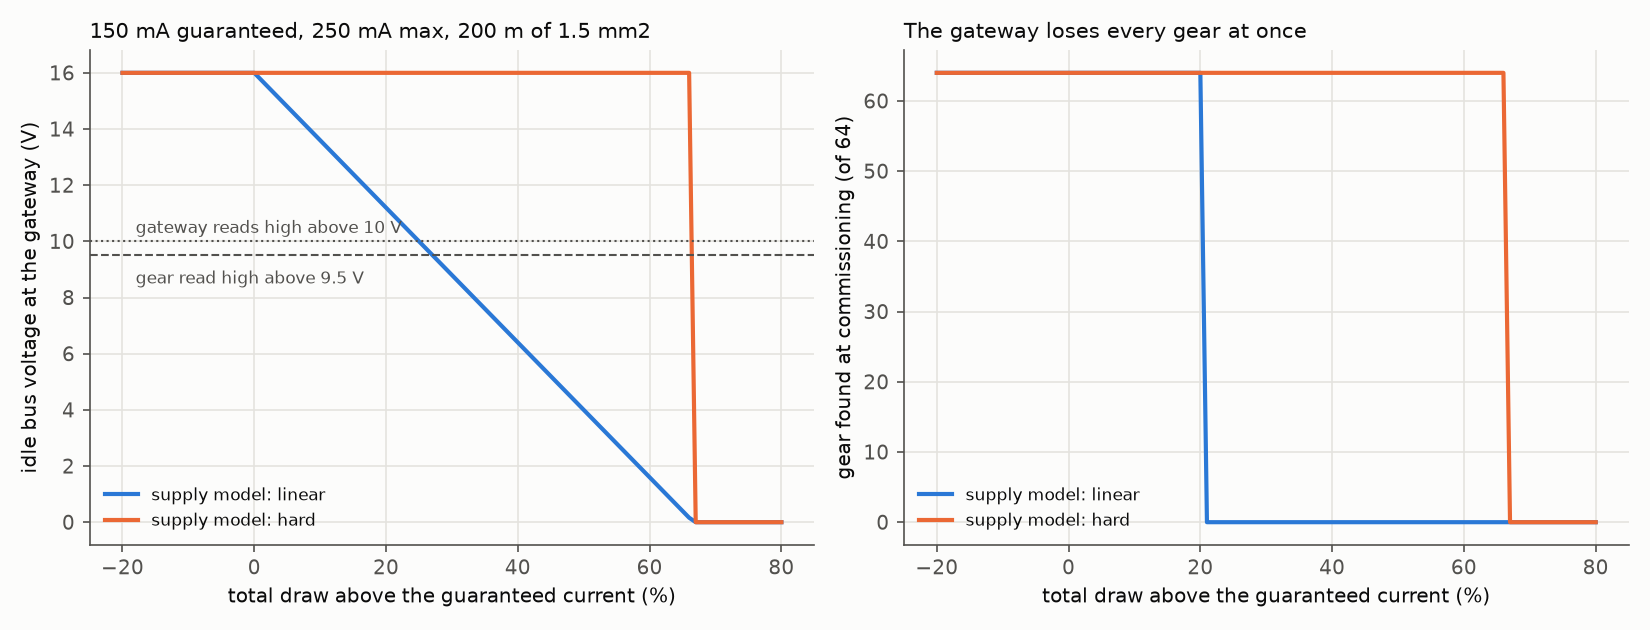 150 mA guaranteed, 250 mA max, 200 m of 1.5 mm2
idle bus voltage at the gateway (V)
16
14
12
10
8
6
4
2
0
gateway reads high above 10 V
gear read high above 9.5 V
supply model: linear
supply model: hard
−20
0
20
40
60
80
total draw above the guaranteed current (%)
The gateway loses every gear at once
gear found at commissioning (of 64)
60
50
40
30
20
10
0
supply model: linear
supply model: hard
−20
0
20
40
60
80
total draw above the guaranteed current (%)